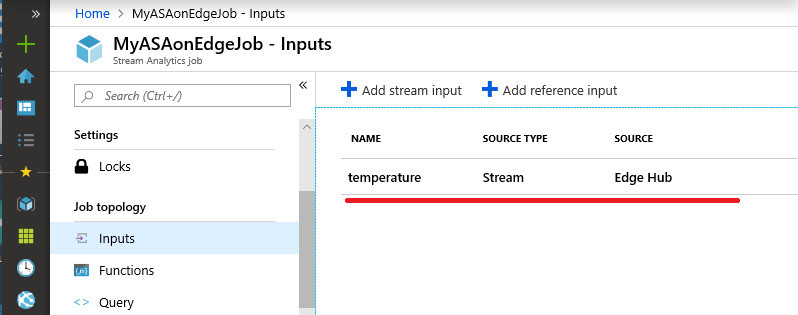 »
Home > MyASAonEdgeJob - Inputs
MyASAonEdgeJob - Inputs
Stream Analytics job
Search (Ctrl+/)
«
Settings
Locks
Job topology
Inputs
Functions
<> Query
Add stream input Add reference input
NAME SOURCE TYPE SOURCE
temperature Stream Edge Hub